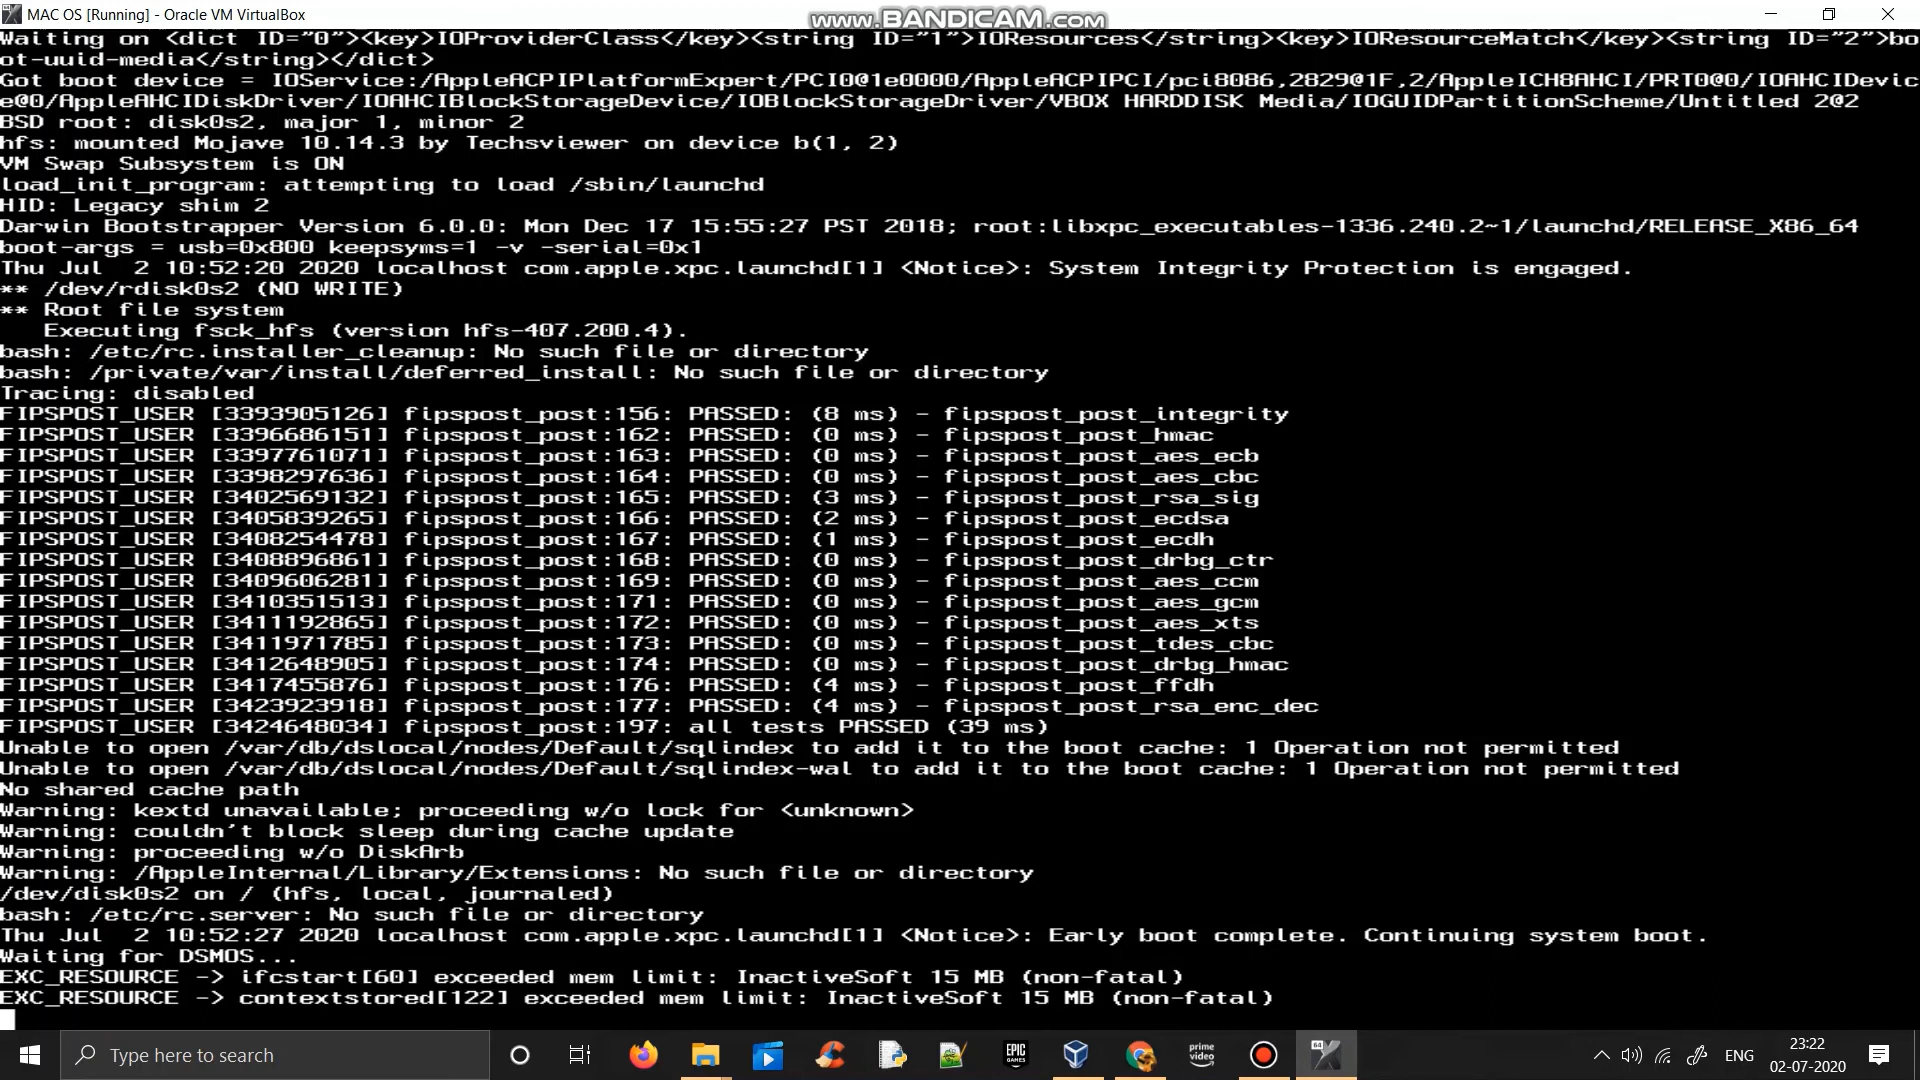 MAC OS [Running] - Oracle VM VirtualBox
www.BANDICAM.com
Waiting on <dict ID="0"><key>IOProviderClass</key><string ID="1">IOResources</string><key>IOResourceMatch</key><string ID="2">bo
ot-uuid-media</string></dict>
Got boot device = IOService:/AppleACPIPlatformExpert/PCI0@1e0000/AppleACPIPCI/pci8086,2829@1F,2/AppleICH8AHCI/PRT0@0/IOAHCIDevic
e@0/AppleAHCIDiskDriver/IOAHCIBlockStorageDevice/IOBlockStorageDriver/VBOX HARDDISK Media/IOGUIDPartitionScheme/Untitled 2@2
BSD root: disk0s2, major 1, minor 2
hfs: mounted Mojave 10.14.3 by Techsviewer on device b(1, 2)
VM Swap Subsystem is ON
load_init_program: attempting to load /sbin/launchd
HID: Legacy shim 2
Darwin Bootstrapper Version 6.0.0: Mon Dec 17 15:55:27 PST 2018; root:libxpc_executables-1336.240.2~1/launchd/RELEASE_X86_64
boot-args = usb=0x800 keepsyms=1 -v -serial=0x1
Thu Jul  2 10:52:20 2020 localhost com.apple.xpc.launchd[1] <Notice>: System Integrity Protection is engaged.
** /dev/rdisk0s2 (NO WRITE)
** Root file system
   Executing fsck_hfs (version hfs-407.200.4).
bash: /etc/rc.installer_cleanup: No such file or directory
bash: /private/var/install/deferred_install: No such file or directory
Tracing: disabled
FIPSPOST_USER [3393905126] fipspost_post:156: PASSED: (8 ms) - fipspost_post_integrity
FIPSPOST_USER [3396686151] fipspost_post:162: PASSED: (0 ms) - fipspost_post_hmac
FIPSPOST_USER [3397761071] fipspost_post:163: PASSED: (0 ms) - fipspost_post_aes_ecb
FIPSPOST_USER [3398297636] fipspost_post:164: PASSED: (0 ms) - fipspost_post_aes_cbc
FIPSPOST_USER [3402569132] fipspost_post:165: PASSED: (3 ms) - fipspost_post_rsa_sig
FIPSPOST_USER [3405839265] fipspost_post:166: PASSED: (2 ms) - fipspost_post_ecdsa
FIPSPOST_USER [3408254478] fipspost_post:167: PASSED: (1 ms) - fipspost_post_ecdh
FIPSPOST_USER [3408896861] fipspost_post:168: PASSED: (0 ms) - fipspost_post_drbg_ctr
FIPSPOST_USER [3409606281] fipspost_post:169: PASSED: (0 ms) - fipspost_post_aes_ccm
FIPSPOST_USER [3410351513] fipspost_post:171: PASSED: (0 ms) - fipspost_post_aes_gcm
FIPSPOST_USER [3411192865] fipspost_post:172: PASSED: (0 ms) - fipspost_post_aes_xts
FIPSPOST_USER [3411971785] fipspost_post:173: PASSED: (0 ms) - fipspost_post_tdes_cbc
FIPSPOST_USER [3412648905] fipspost_post:174: PASSED: (0 ms) - fipspost_post_drbg_hmac
FIPSPOST_USER [3417455876] fipspost_post:176: PASSED: (4 ms) - fipspost_post_ffdh
FIPSPOST_USER [3423923918] fipspost_post:177: PASSED: (4 ms) - fipspost_post_rsa_enc_dec
FIPSPOST_USER [3424648034] fipspost_post:197: all tests PASSED (39 ms)
Unable to open /var/db/dslocal/nodes/Default/sqlindex to add it to the boot cache: 1 Operation not permitted
Unable to open /var/db/dslocal/nodes/Default/sqlindex-wal to add it to the boot cache: 1 Operation not permitted
No shared cache path
Warning: kextd unavailable; proceeding w/o lock for <unknown>
Warning: couldn't block sleep during cache update
Warning: proceeding w/o DiskArb
Warning: /AppleInternal/Library/Extensions: No such file or directory
/dev/disk0s2 on / (hfs, local, journaled)
bash: /etc/rc.server: No such file or directory
Thu Jul  2 10:52:27 2020 localhost com.apple.xpc.launchd[1] <Notice>: Early boot complete. Continuing system boot.
Waiting for DSMOS...
EXC_RESOURCE -> ifcstart[60] exceeded mem limit: InactiveSoft 15 MB (non-fatal)
EXC_RESOURCE -> contextstored[122] exceeded mem limit: InactiveSoft 15 MB (non-fatal)
Type here to search
EPIC
GAMES
prime
video
64
ENG
23:22
02-07-2020